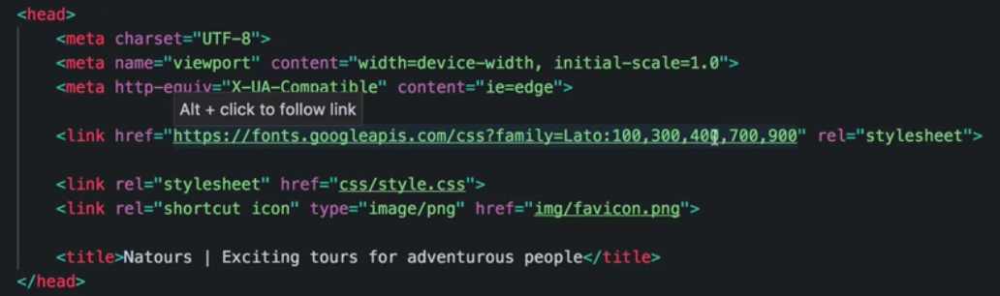 <head>
<meta charset="UTF-8">
<meta name="viewport" content="width=device-width, initial-scale=1.0">
<meta http-equiv="X-UA-Compatible" content="ie=edge">
Alt + click to follow link
<link href="https://fonts.googleapis.com/css?family=Lato:100,300,400,700,900" rel="stylesheet">
<link rel="stylesheet" href="css/style.css">
<link rel="shortcut icon" type="image/png" href="img/favicon.png">
<title>Natours | Exciting tours for adventurous people</title>
</head>